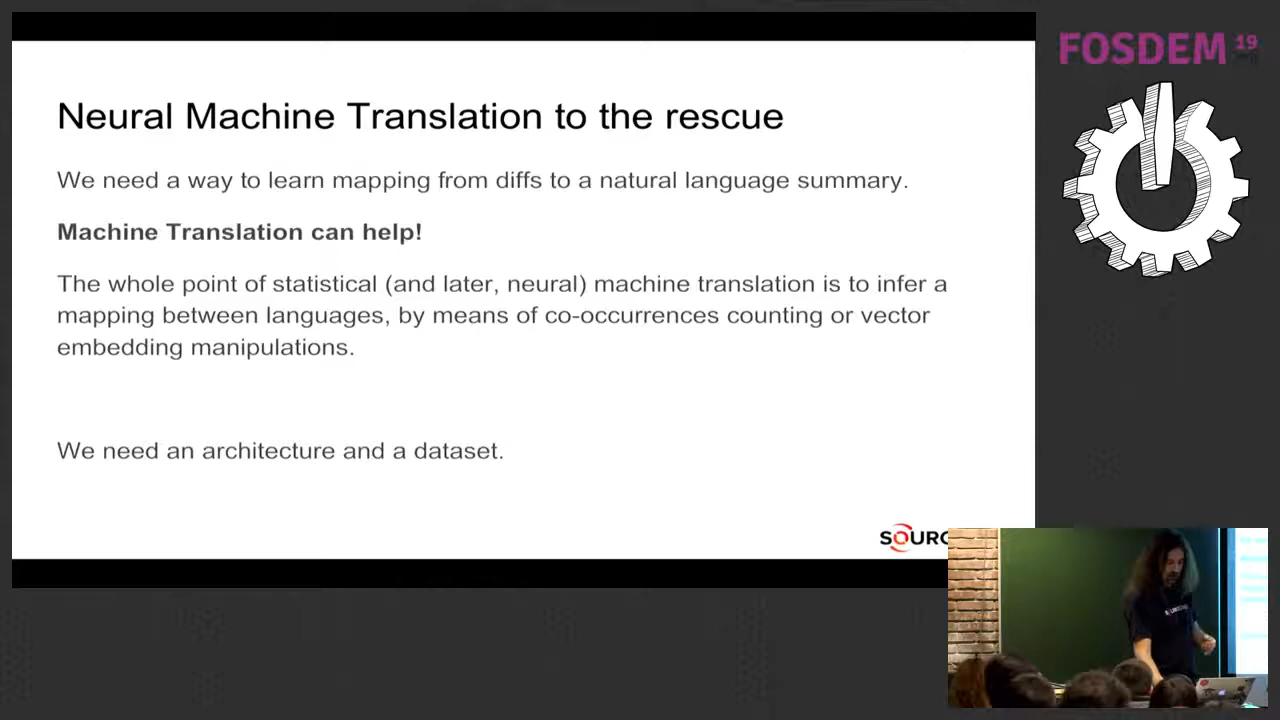 FOSDEM 19
Neural Machine Translation to the rescue
We need a way to learn mapping from diffs to a natural language summary.
Machine Translation can help!
The whole point of statistical (and later, neural) machine translation is to infer a
mapping between languages, by means of co-occurrences counting or vector
embedding manipulations.
We need an architecture and a dataset.